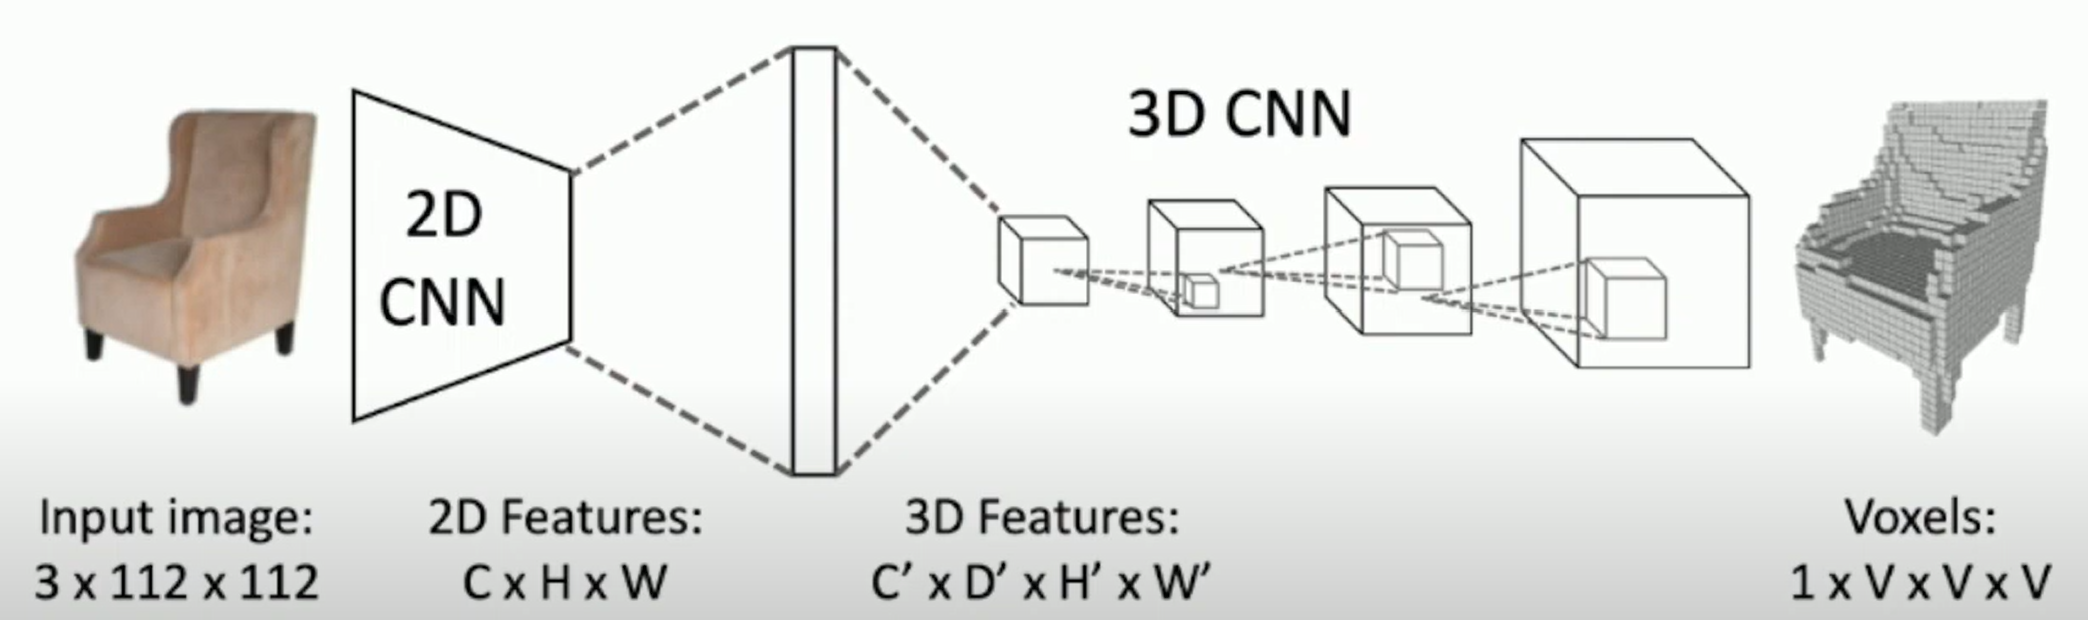 2D
CNN
3D CNN
Input image:
3 x 112 x 112
2D Features:
C x H x W
3D Features:
C’ x D’ x H’ x W’
Voxels:
1 x V x V x V